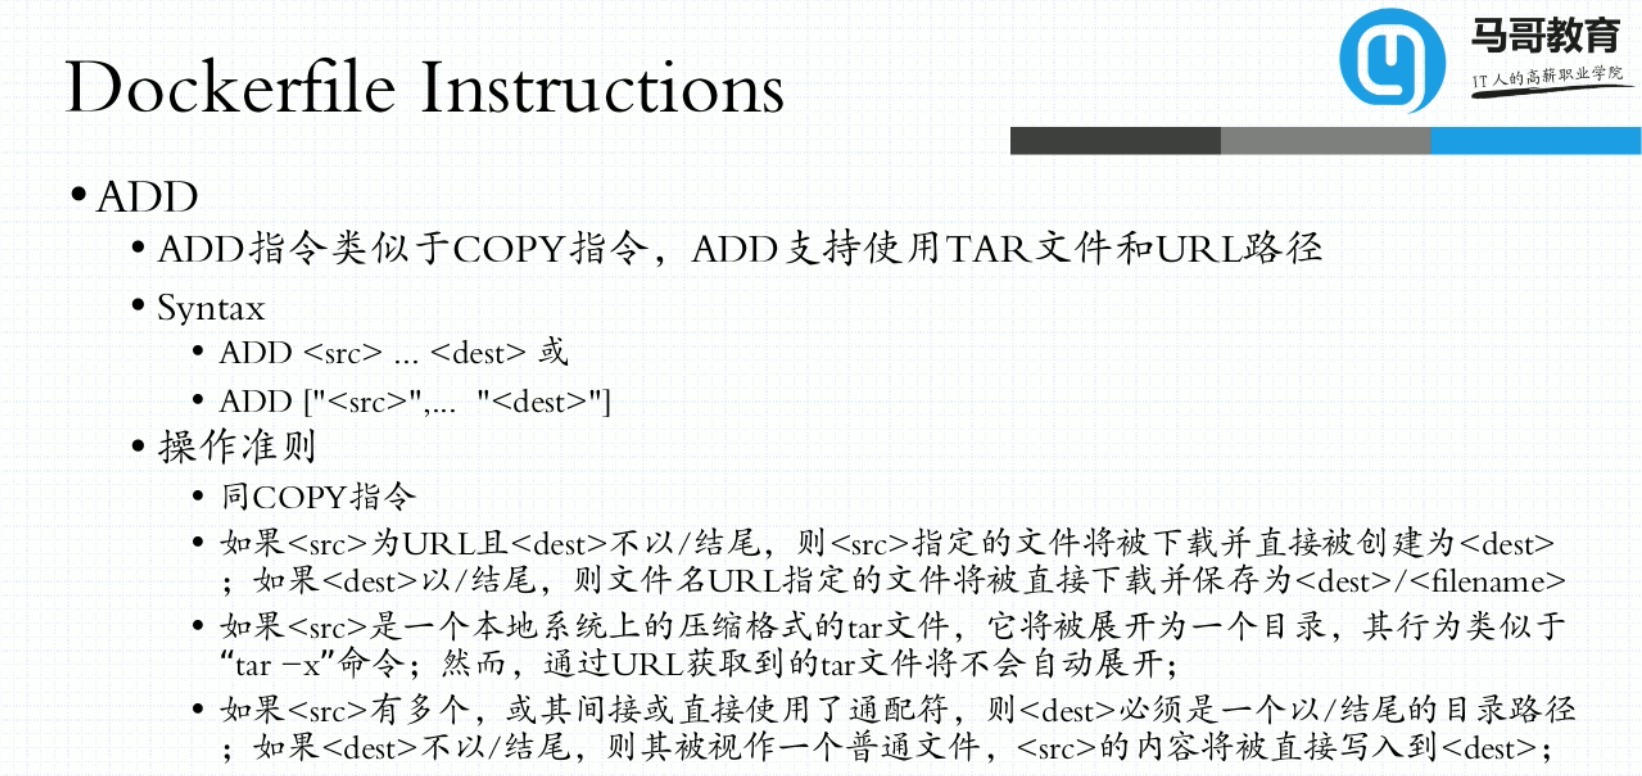 马哥教育
IT人的高薪职业学院
Dockerfile Instructions
•ADD
• ADD指令类似于COPY指令，ADD支持使用TAR文件和URL路径
• Syntax
• ADD <src> ... <dest> 或
• ADD ["<src>",... "<dest>"]
• 操作准则
• 同COPY指令
• 如果<src>为URL且<dest>不以/结尾，则<src>指定的文件将被下载并直接被创建为<dest>
；如果<dest>以/结尾，则文件名URL指定的文件将被直接下载并保存为<dest>/<filename>
• 如果<src>是一个本地系统上的压缩格式的tar文件，它将被展开为一个目录，其行为类似于
“tar –x”命令；然而，通过URL获取到的tar文件将不会自动展开；
• 如果<src>有多个，或其间接或直接使用了通配符，则<dest>必须是一个以/结尾的目录路径
；如果<dest>不以/结尾，则其被视作一个普通文件，<src>的内容将被直接写入到<dest>；